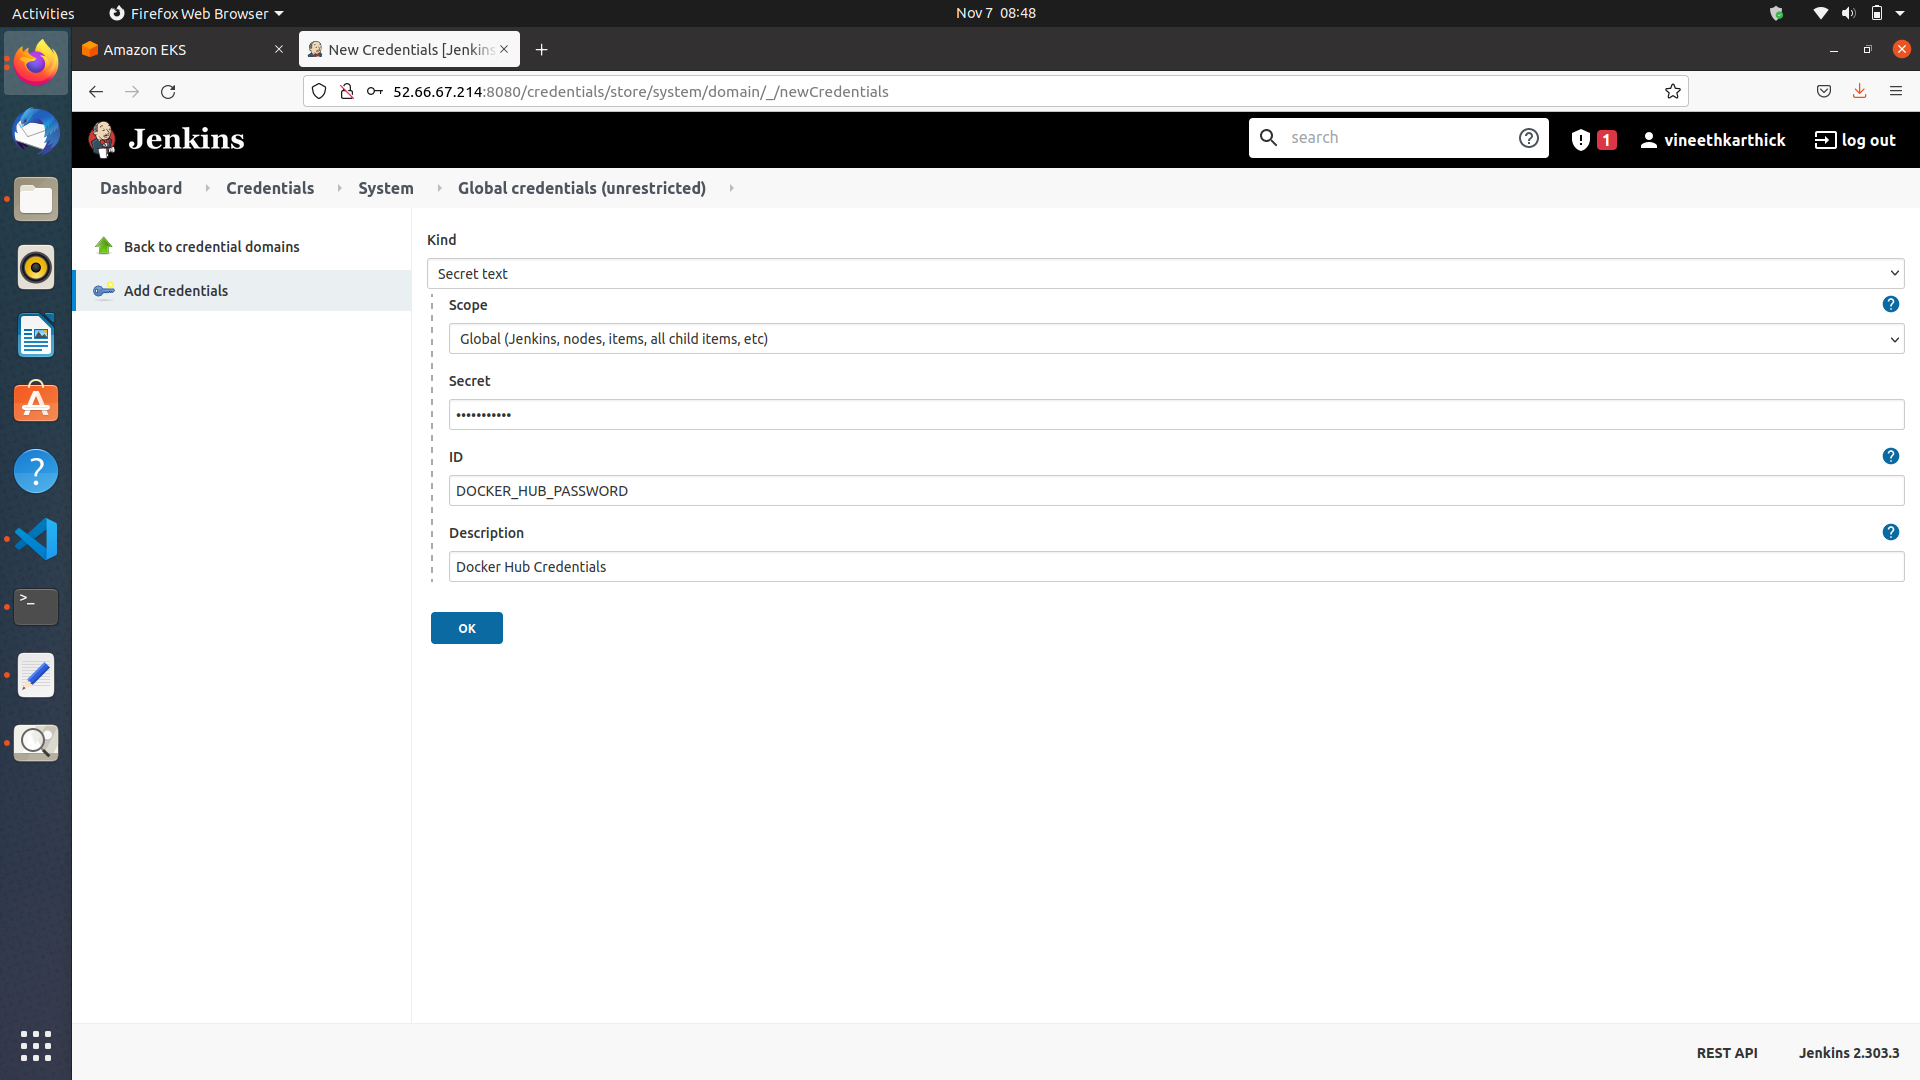 Activities
Firefox Web Browser
Nov 7 08:48
Amazon EKS
New Credentials [Jenkins
52.66.67.214:8080/credentials/store/system/domain/_/newCredentials
Jenkins
search
1
vineethkarthick
log out
Dashboard
Credentials
System
Global credentials (unrestricted)
Back to credential domains
Add Credentials
Kind
Secret text
Scope
Global (Jenkins, nodes, items, all child items, etc)
Secret
•••••••••••
ID
DOCKER_HUB_PASSWORD
Description
Docker Hub Credentials
OK
REST API
Jenkins 2.303.3